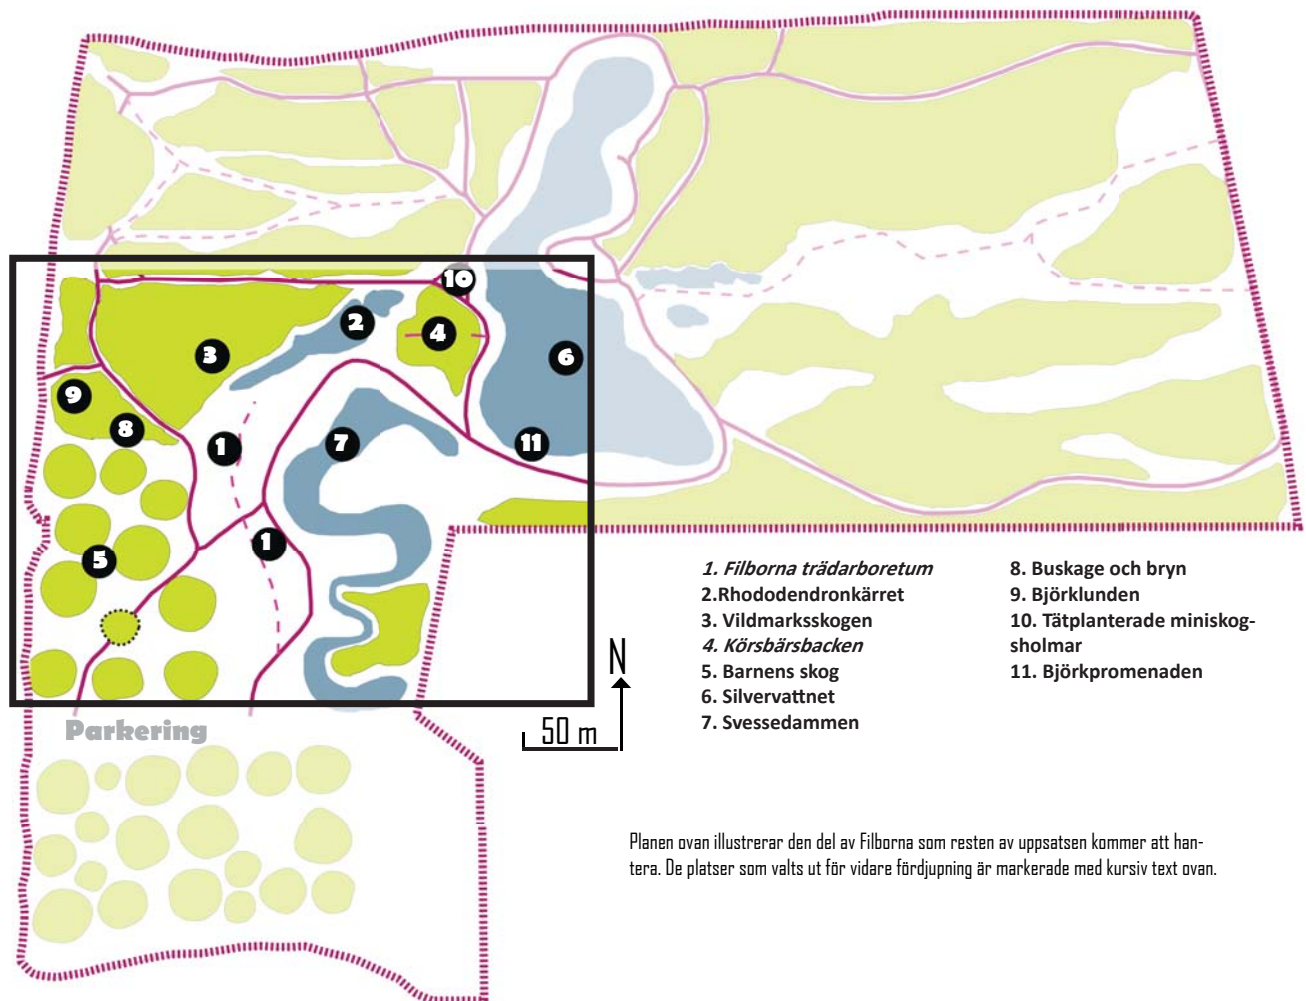 10
2
4
3
6
9
8
1
7
11
1
5
1. Filborna trädarboretum
2.Rhododendronkärret
3. Vildmarksskogen
4. Körsbärsbacken
5. Barnens skog
6. Silvervattnet
7. Svessedammen
8. Buskage och bryn
9. Björklunden
10. Tätplanterade miniskog-
sholmar
11. Björkpromenaden
N
50 m
Parkering
Planen ovan illustrerar den del av Filborna som resten av uppsatsen kommer att han-
tera. De platser som valts ut för vidare fördjupning är markerade med kursiv text ovan.